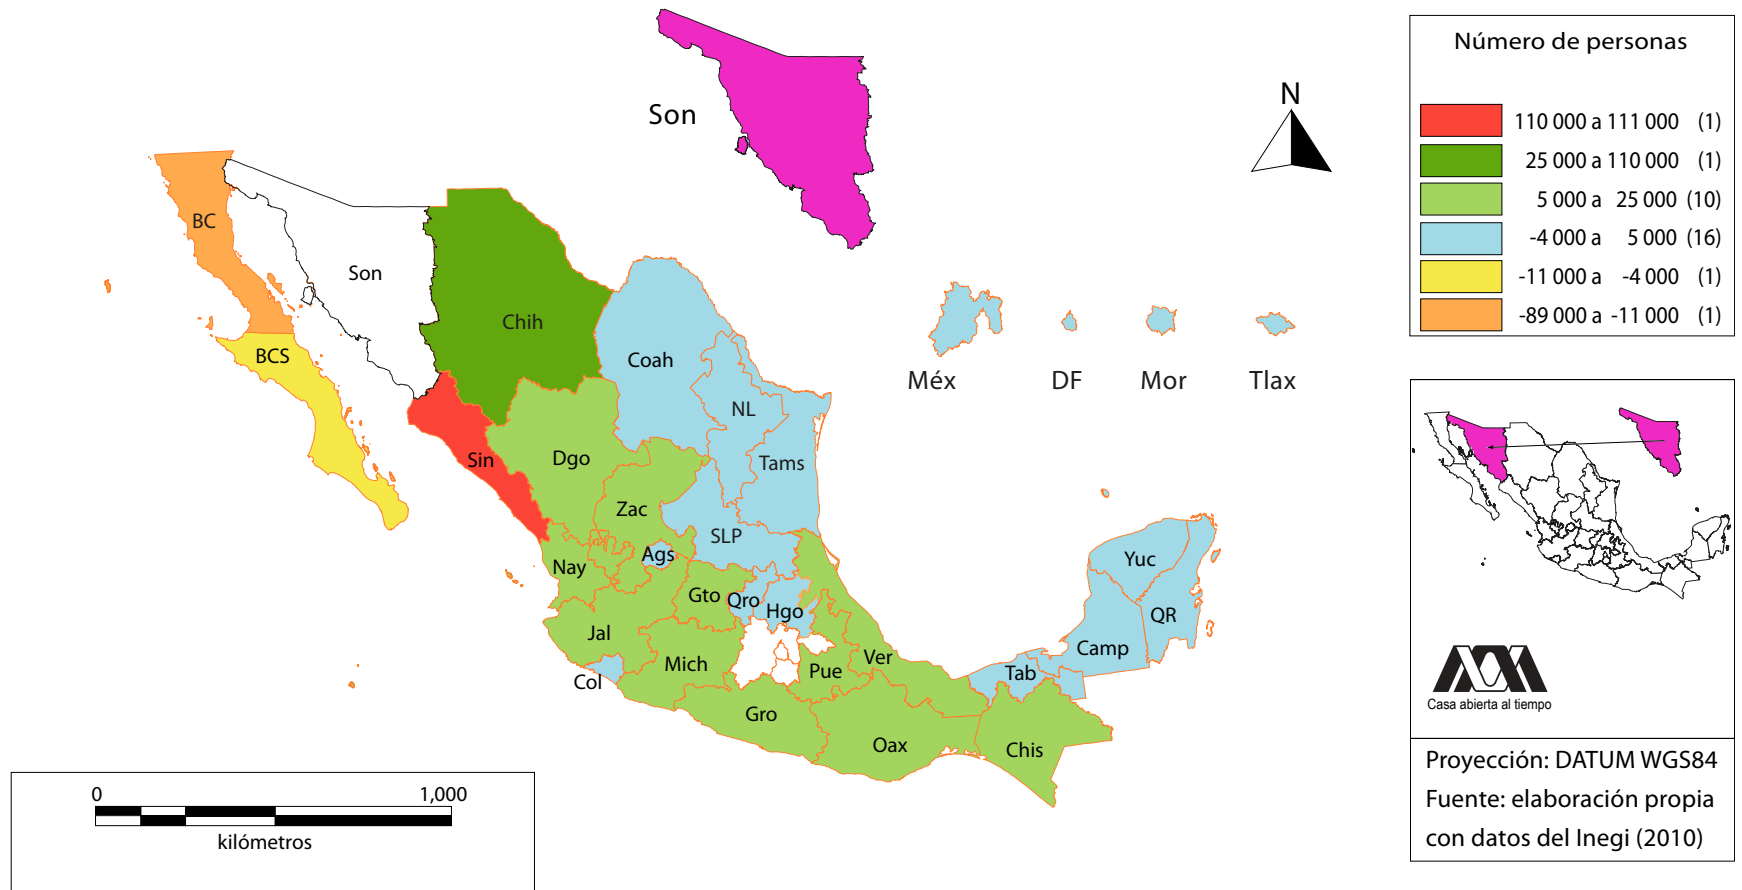 Son
N
BC
Son
Chih
BCS
Coah
NL
Méx
DF
Mor
Tlax
Sin
Dgo
Tams
Zac
SLP
Ags
Nay
Gto
Qro
Hgo
Yuc
QR
Jal
Mich
Col
Pue
Ver
Camp
Tab
Gro
Oax
Chis
0 1,000
kilómetros
Número de personas
110 000 a 111 000 (1)
25 000 a 110 000 (1)
5 000 a 25 000 (10)
-4 000 a 5 000 (16)
-11 000 a -4 000 (1)
-89 000 a -11 000 (1)
Casa abierta al tiempo
Proyección: DATUM WGS84
Fuente: elaboración propia
con datos del Inegi (2010)